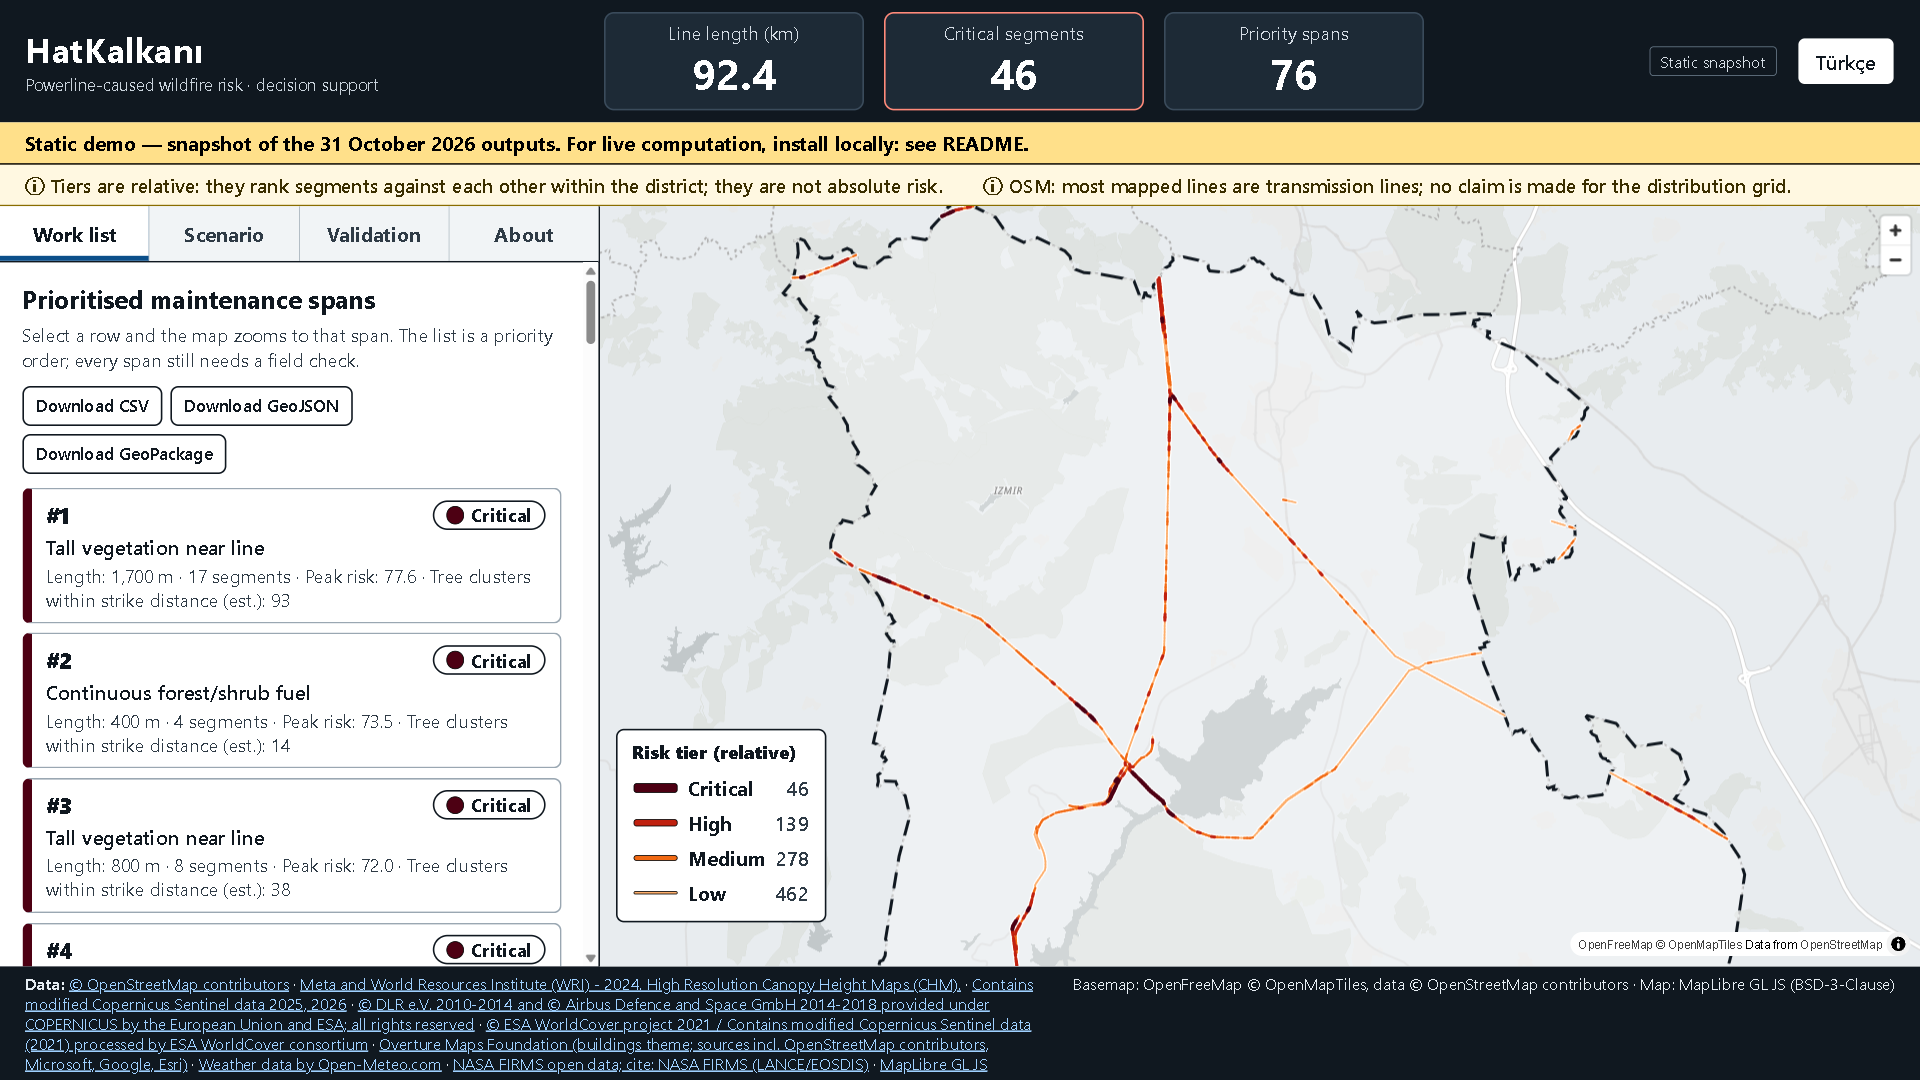 HatKalkanı
Powerline-caused wildfire risk · decision support
Line length (km)
92.4
Critical segments
46
Priority spans
76
Static snapshot
Türkçe
Static demo — snapshot of the 31 October 2026 outputs. For live computation, install locally: see README.
ⓘ Tiers are relative: they rank segments against each other within the district; they are not absolute risk.
ⓘ OSM: most mapped lines are transmission lines; no claim is made for the distribution grid.
Work list
Scenario
Validation
About
Prioritised maintenance spans
Select a row and the map zooms to that span. The list is a priority
order; every span still needs a field check.
Download CSV
Download GeoJSON
Download GeoPackage
#1
Critical
Tall vegetation near line
Length: 1,700 m · 17 segments · Peak risk: 77.6 · Tree clusters
within strike distance (est.): 93
#2
Critical
Continuous forest/shrub fuel
Length: 400 m · 4 segments · Peak risk: 73.5 · Tree clusters
within strike distance (est.): 14
#3
Critical
Tall vegetation near line
Length: 800 m · 8 segments · Peak risk: 72.0 · Tree clusters
within strike distance (est.): 38
#4
Critical
+
−
IZMIR
Risk tier (relative)
Critical 46
High 139
Medium 278
Low 462
OpenFreeMap © OpenMapTiles Data from OpenStreetMap
Data: © OpenStreetMap contributors · Meta and World Resources Institute (WRI) - 2024. High Resolution Canopy Height Maps (CHM). · Contains
modified Copernicus Sentinel data 2025, 2026 · © DLR e.V. 2010-2014 and © Airbus Defence and Space GmbH 2014-2018 provided under
COPERNICUS by the European Union and ESA; all rights reserved · © ESA WorldCover project 2021 / Contains modified Copernicus Sentinel data
(2021) processed by ESA WorldCover consortium · Overture Maps Foundation (buildings theme; sources incl. OpenStreetMap contributors,
Microsoft, Google, Esri) · Weather data by Open-Meteo.com · NASA FIRMS open data; cite: NASA FIRMS (LANCE/EOSDIS) · MapLibre GL JS
Basemap: OpenFreeMap © OpenMapTiles, data © OpenStreetMap contributors · Map: MapLibre GL JS (BSD-3-Clause)